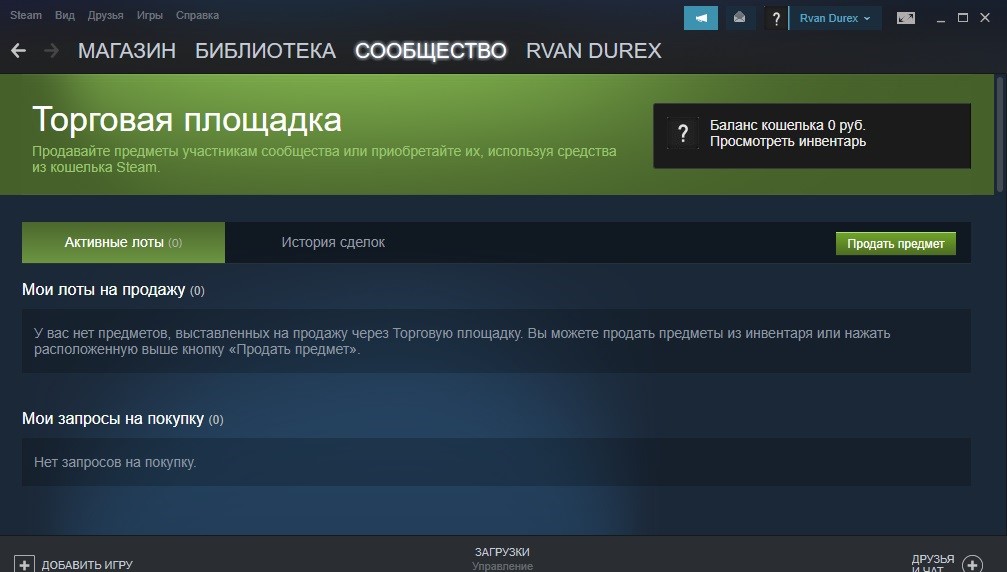 Steam Вид Друзья Игры Справка
? Rvan Durex
МАГАЗИН БИБЛИОТЕКА СООБЩЕСТВО RVAN DUREX
Торговая площадка
Продавайте предметы участникам сообщества или приобретайте их, используя средства
из кошелька Steam.
?
Баланс кошелька 0 руб.
Просмотреть инвентарь
Активные лоты (0) История сделок Продать предмет
Мои лоты на продажу (0)
У вас нет предметов, выставленных на продажу через Торговую площадку. Вы можете продать предметы из инвентаря или нажать
расположенную выше кнопку «Продать предмет».
Мои запросы на покупку (0)
Нет запросов на покупку.
ДОБАВИТЬ ИГРУ
ЗАГРУЗКИ
Управление
ДРУЗЬЯ
И ЧАТ